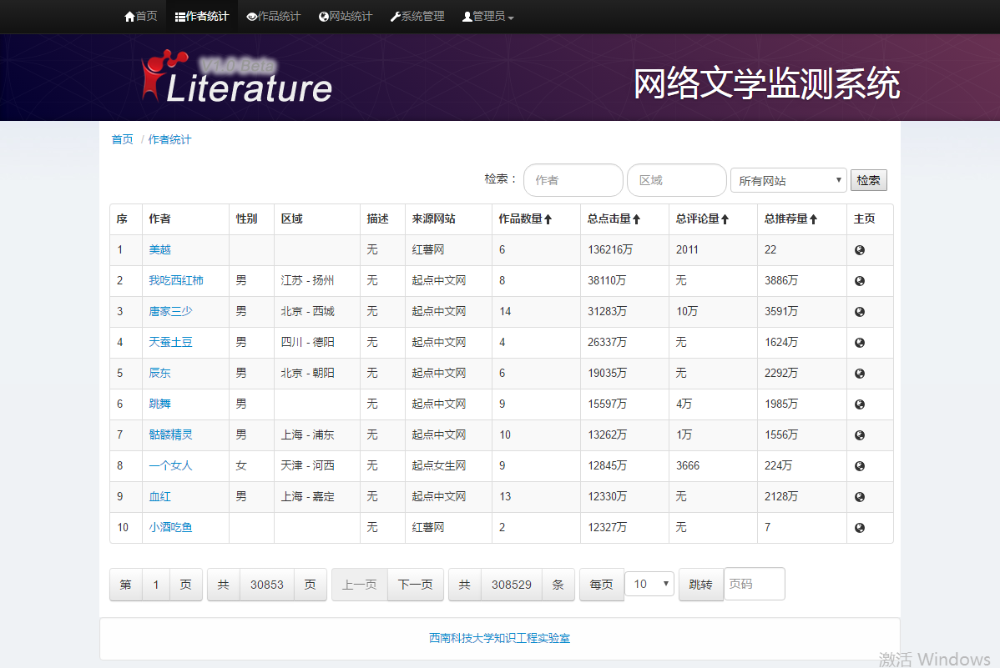 首页 作者统计 作品统计 网站统计 系统管理 管理员
V1.0 Beta
Literature
网络文学监测系统
首页 / 作者统计
检索： 作者 区域 所有网站 检索
序 作者 性别 区域 描述 来源网站 作品数量 总点击量 总评论量 总推荐量 主页
1 美越 无 红薯网 6 136216万 2011 22
2 我吃西红柿 男 江苏 - 扬州 无 起点中文网 8 38110万 无 3886万
3 唐家三少 男 北京 - 西城 无 起点中文网 14 31283万 10万 3591万
4 天蚕土豆 男 四川 - 德阳 无 起点中文网 4 26337万 无 1624万
5 辰东 男 北京 - 朝阳 无 起点中文网 6 19035万 无 2292万
6 跳舞 男 无 起点中文网 9 15597万 4万 1985万
7 骷髅精灵 男 上海 - 浦东 无 起点中文网 10 13262万 1万 1556万
8 一个女人 女 天津 - 河西 无 起点女生网 9 12845万 3666 224万
9 血红 男 上海 - 嘉定 无 起点中文网 13 12330万 无 2128万
10 小酒吃鱼 无 红薯网 2 12327万 无 7
第 1 页 共 30853 页 上一页 下一页 共 308529 条 每页 10 跳转 页码
西南科技大学知识工程实验室
激活 Windows